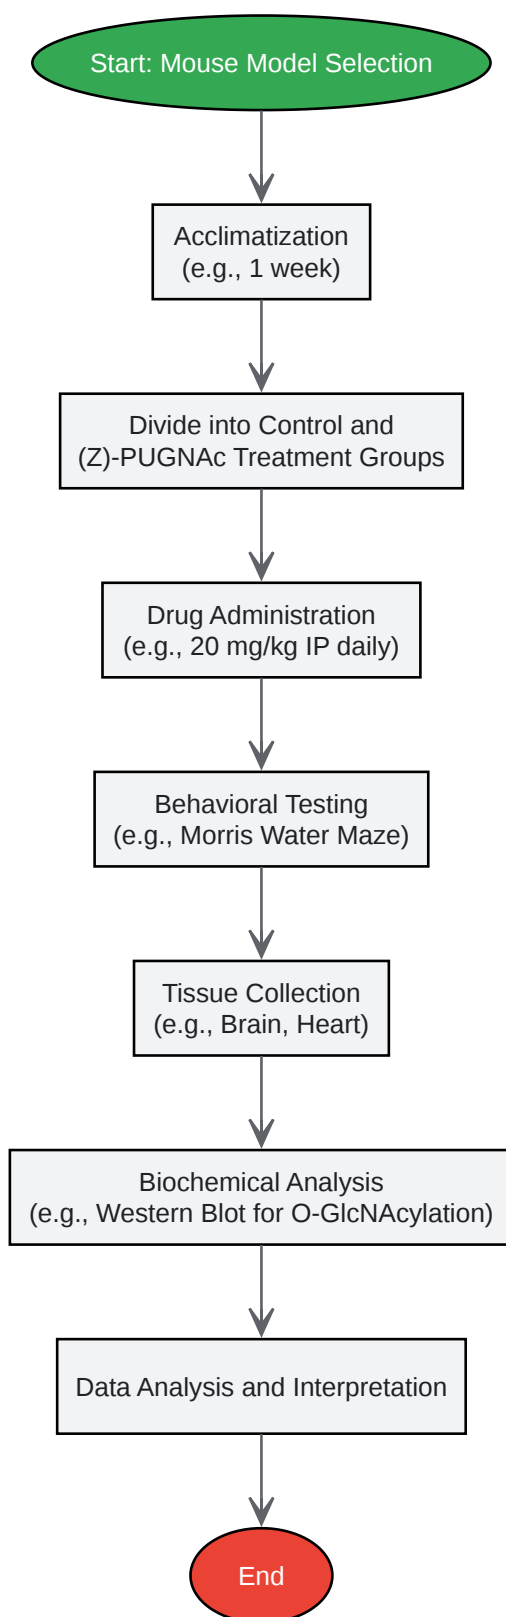 Start: Mouse Model Selection
Acclimatization
(e.g., 1 week)
Divide into Control and
(Z)-PUGNAc Treatment Groups
Drug Administration
(e.g., 20 mg/kg IP daily)
Behavioral Testing
(e.g., Morris Water Maze)
Tissue Collection
(e.g., Brain, Heart)
Biochemical Analysis
(e.g., Western Blot for O-GlcNAcylation)
Data Analysis and Interpretation
End